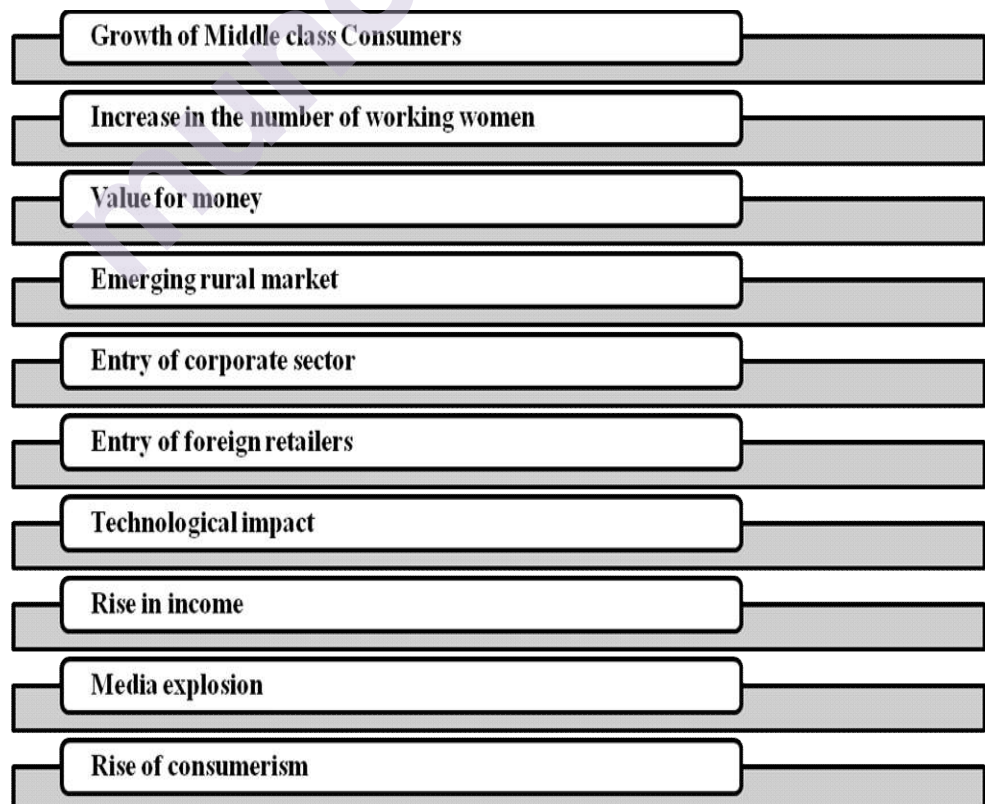 Growth of Middle class Consumers
Increase in the number of working women
Value for money
Emerging rural market
Entry of corporate sector
Entry of foreign retailers
Technological impact
Rise in income
Media explosion
Rise of consumerism